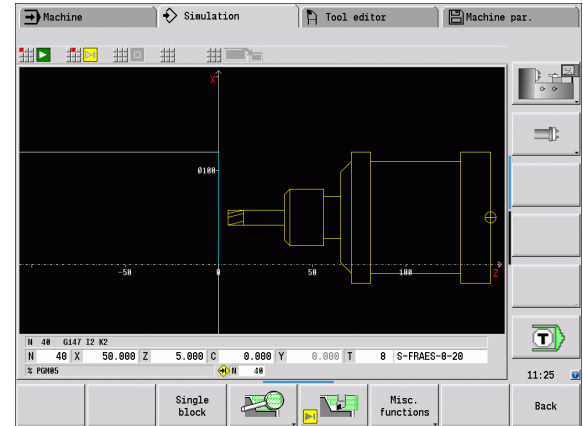 Machine Simulation Tool editor Machine par.
X
Ø100
-50 0 50 100 Z
N 40 G147 I2 K2
N 40 X 50.000 Z 5.000 C 0.000 Y 0.000 T 8 S-FRAES-8-20
% PGM05 N 40
T
11:25
Single block
Misc. functions
Back